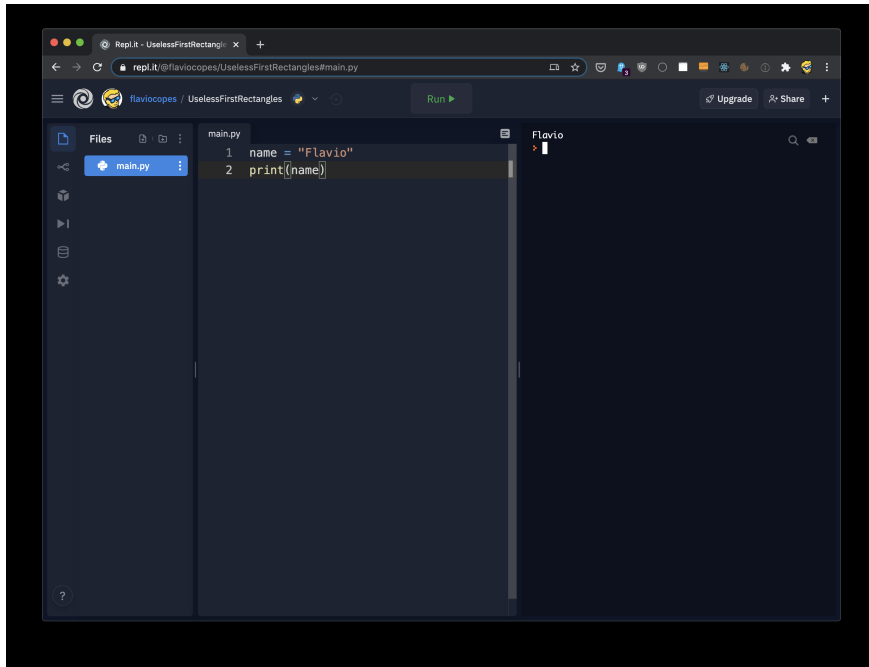 Repl.it - UselessFirstRectangle
repl.it/@flaviocopes/UselessFirstRectangles#main.py
3
flaviocopes / UselessFirstRectangles
Run
Upgrade
Share
Files
main.py
main.py
1 name = "Flavio"
2 print(name)
Flavio
>
?